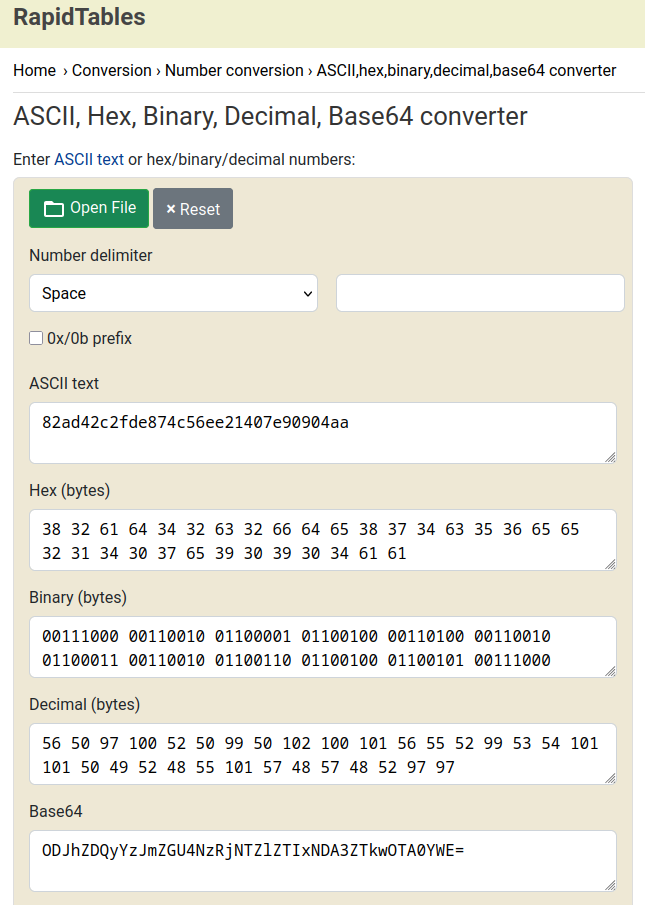 RapidTables
Home › Conversion › Number conversion › ASCII,hex,binary,decimal,base64 converter
ASCII, Hex, Binary, Decimal, Base64 converter
Enter ASCII text or hex/binary/decimal numbers:
Open File × Reset
Number delimiter
Space
0x/0b prefix
ASCII text
82ad42c2fde874c56ee21407e90904aa
Hex (bytes)
38 32 61 64 34 32 63 32 66 64 65 38 37 34 63 35 36 65 65
32 31 34 30 37 65 39 30 39 30 34 61 61
Binary (bytes)
00111000 00110010 01100001 01100100 00110100 00110010
01100011 00110010 01100110 01100100 01100101 00111000
Decimal (bytes)
56 50 97 100 52 50 99 50 102 100 101 56 55 52 99 53 54 101
101 50 49 52 48 55 101 57 48 57 48 52 97 97
Base64
ODJhZDQyYzJmZGU4NzRjNTZlZTIxNDA3ZTkwOTA0YWE=